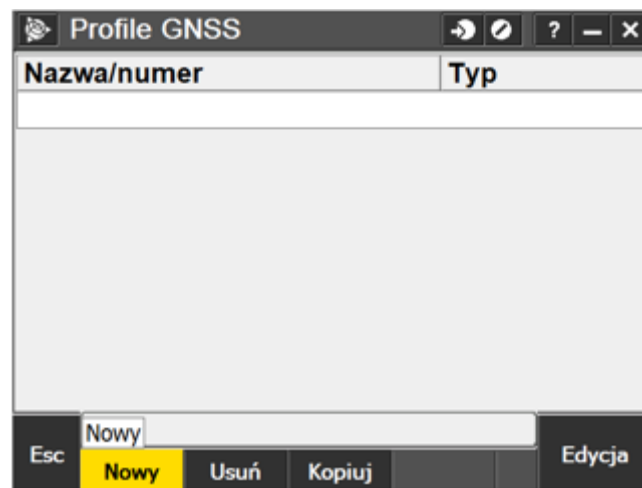 Profile GNSS ? – ×
Nazwa/numer Typ
Nowy
Esc Nowy Usuń Kopiuj Edycja